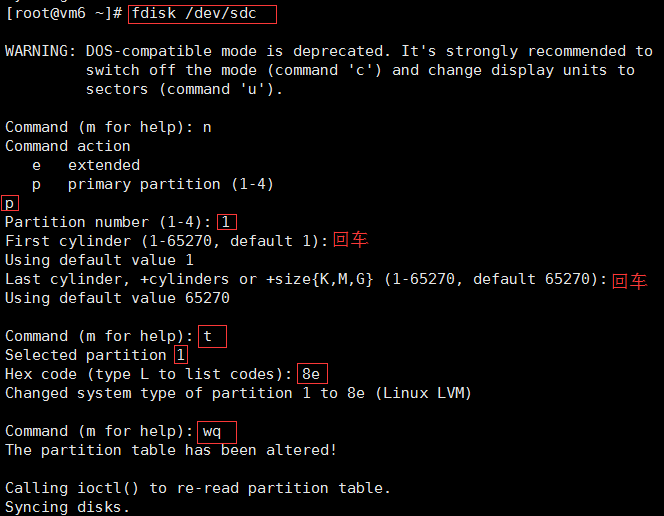 [root@vm6 ~]# fdisk /dev/sdc
WARNING: DOS-compatible mode is deprecated. It's strongly recommended to
         switch off the mode (command 'c') and change display units to
         sectors (command 'u').
Command (m for help): n
Command action
   e   extended
   p   primary partition (1-4)
p
Partition number (1-4): 1
First cylinder (1-65270, default 1): 回车
Using default value 1
Last cylinder, +cylinders or +size{K,M,G} (1-65270, default 65270): 回车
Using default value 65270
Command (m for help): t
Selected partition 1
Hex code (type L to list codes): 8e
Changed system type of partition 1 to 8e (Linux LVM)
Command (m for help): wq
The partition table has been altered!
Calling ioctl() to re-read partition table.
Syncing disks.